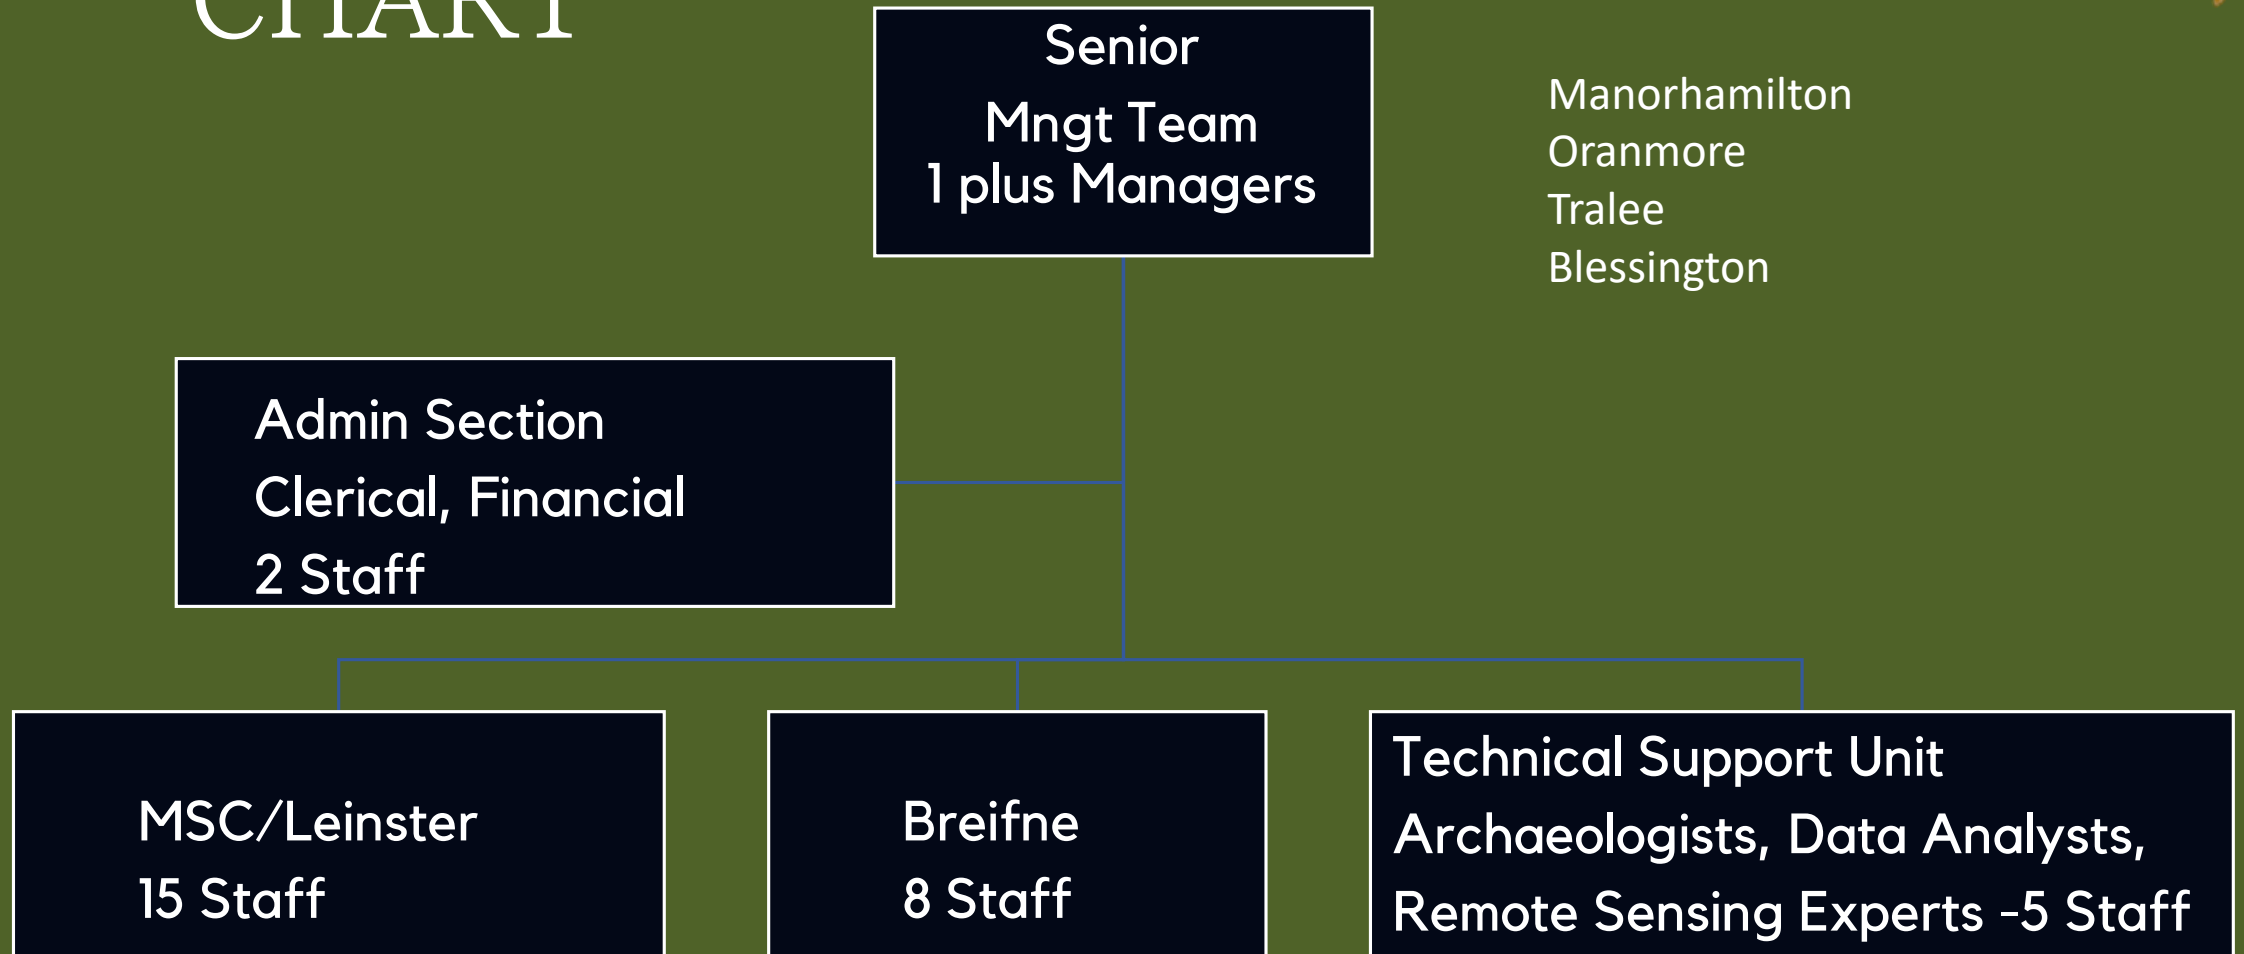 CHART
Senior
Mngt Team
1 plus Managers
Manorhamilton
Oranmore
Tralee
Blessington
Admin Section
Clerical, Financial
2 Staff
MSC/Leinster
15 Staff
Breifne
8 Staff
Technical Support Unit
Archaeologists, Data Analysts,
Remote Sensing Experts -5 Staff